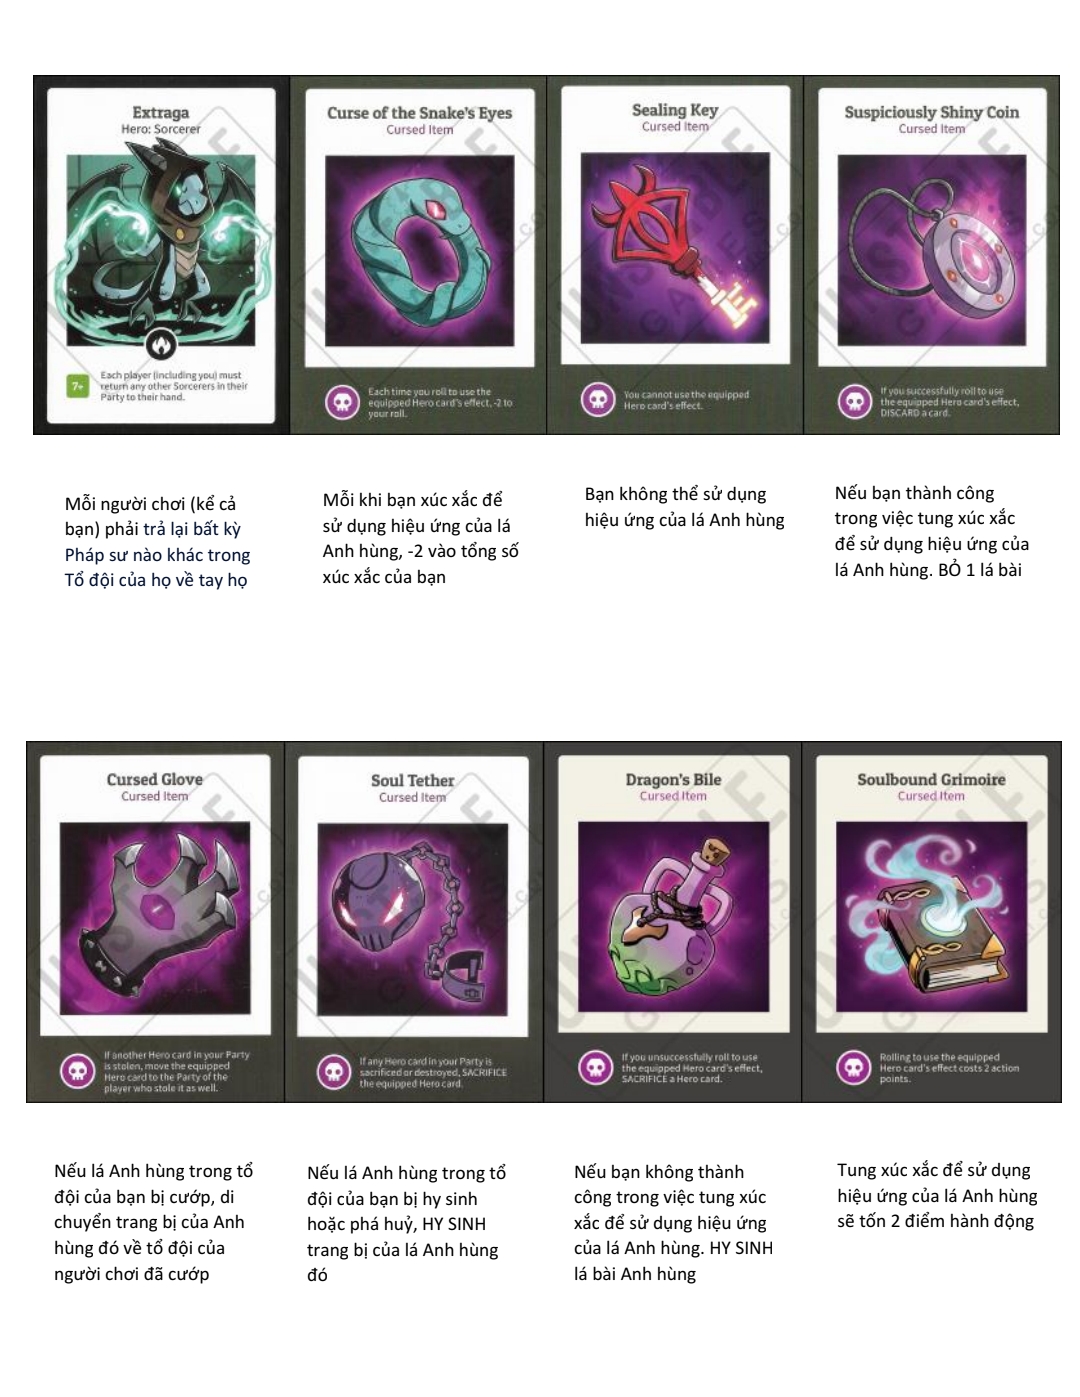 Extraga
Hero: Sorcerer
7+
Each player (including you) must
return any other Sorcerers in their
Party to their hand.
Curse of the Snake's Eyes
Cursed Item
Each time you roll to use the
equipped Hero card's effect, -2 to
your roll.
Sealing Key
Cursed Item
You cannot use the equipped
Hero card's effect.
Suspiciously Shiny Coin
Cursed Item
If you successfully roll to use
the equipped Hero card's effect,
DISCARD a card.
Mỗi người chơi (kể cả
bạn) phải trả lại bất kỳ
Pháp sư nào khác trong
Tổ đội của họ về tay họ
Mỗi khi bạn xúc xắc để
sử dụng hiệu ứng của lá
Anh hùng, -2 vào tổng số
xúc xắc của bạn
Bạn không thể sử dụng
hiệu ứng của lá Anh hùng
Nếu bạn thành công
trong việc tung xúc xắc
để sử dụng hiệu ứng của
lá Anh hùng. BỎ 1 lá bài
Cursed Glove
Cursed Item
If another Hero card in your Party
is stolen, move the equipped
Hero card to the Party of the
player who stole it as well.
Soul Tether
Cursed Item
If any Hero card in your Party is
sacrificed or destroyed, SACRIFICE
the equipped Hero card.
Dragon's Bile
Cursed Item
If you unsuccessfully roll to use
the equipped Hero card's effect,
SACRIFICE a Hero card.
Soulbound Grimoire
Cursed Item
Rolling to use the equipped
Hero card's effect costs 2 action
points.
Nếu lá Anh hùng trong tổ
đội của bạn bị cướp, di
chuyển trang bị của Anh
hùng đó về tổ đội của
người chơi đã cướp
Nếu lá Anh hùng trong tổ
đội của bạn bị hy sinh
hoặc phá huỷ, HY SINH
trang bị của lá Anh hùng
đó
Nếu bạn không thành
công trong việc tung xúc
xắc để sử dụng hiệu ứng
của lá Anh hùng. HY SINH
lá bài Anh hùng
Tung xúc xắc để sử dụng
hiệu ứng của lá Anh hùng
sẽ tốn 2 điểm hành động